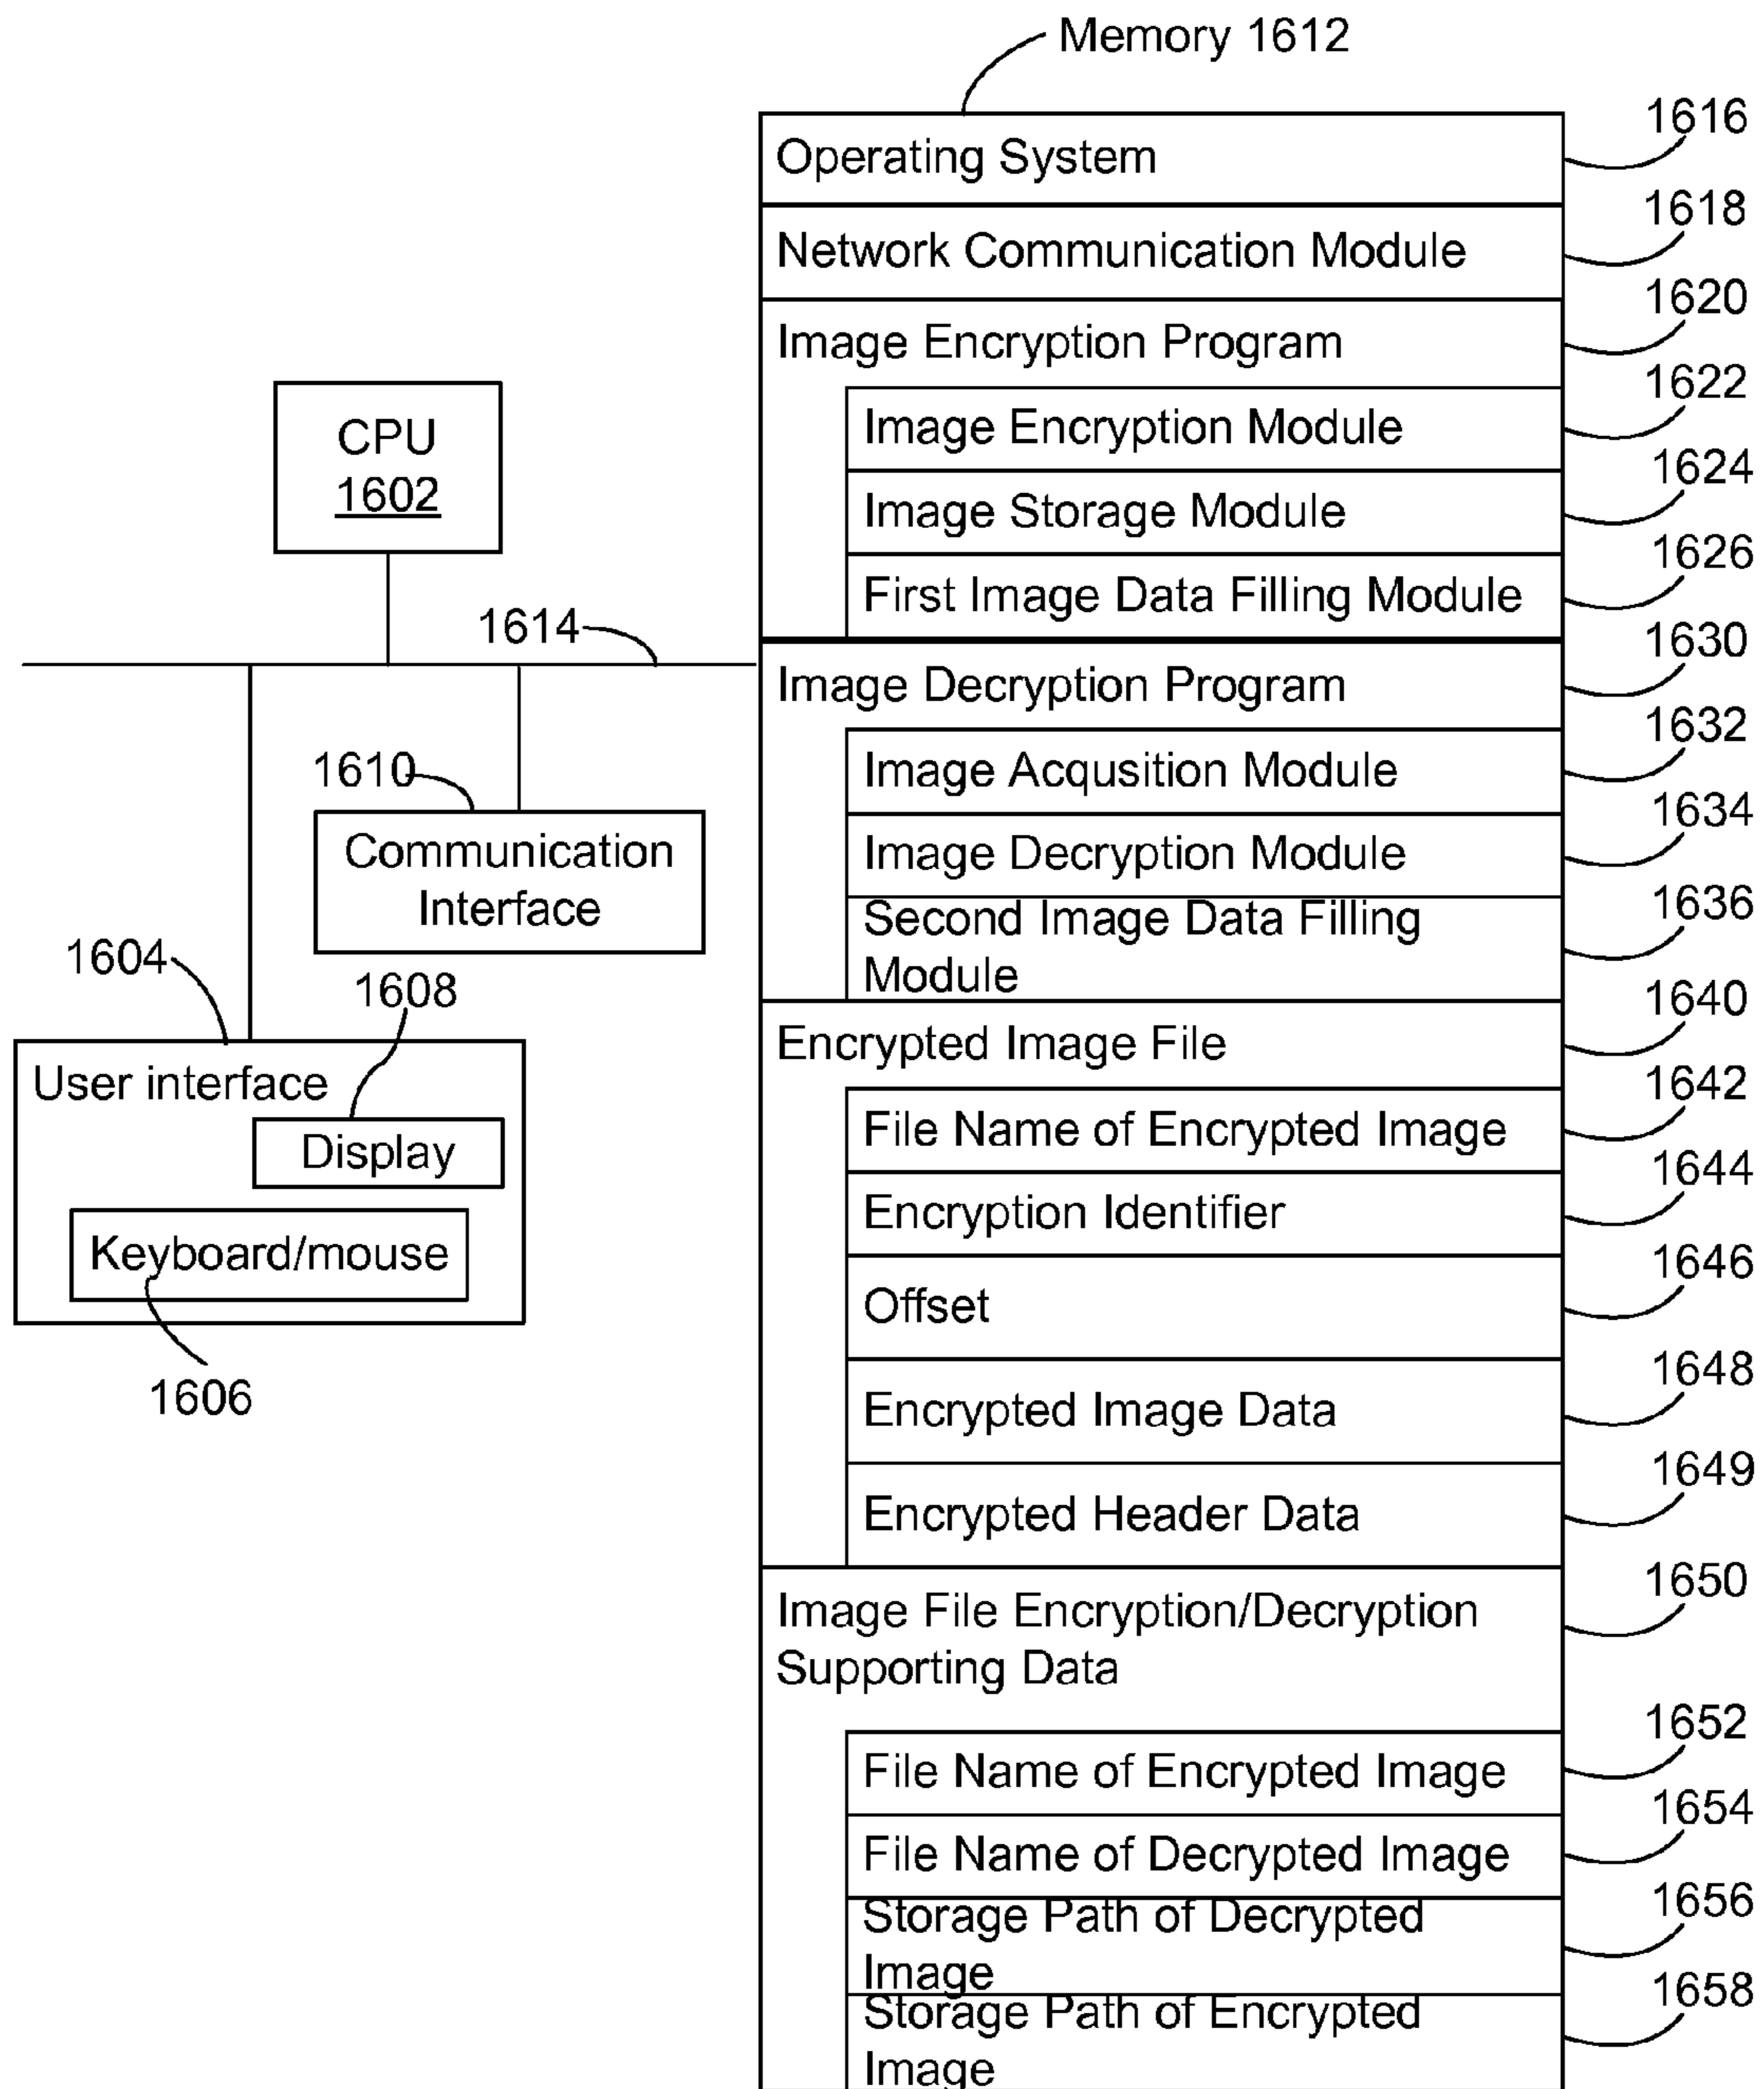 Memory 1612
Operating System
1616
Network Communication Module
1618
Image Encryption Program
1620
Image Encryption Module
1622
Image Storage Module
1624
First Image Data Filling Module
1626
CPU
1602
1614
Image Decryption Program
1630
Image Acqusition Module
1632
Image Decryption Module
1634
Second Image Data Filling
Module
1636
1610
Communication
Interface
1604
1608
User interface
Display
Keyboard/mouse
1606
Encrypted Image File
1640
File Name of Encrypted Image
1642
Encryption Identifier
1644
Offset
1646
Encrypted Image Data
1648
Encrypted Header Data
1649
Image File Encryption/Decryption
Supporting Data
1650
File Name of Encrypted Image
1652
File Name of Decrypted Image
1654
Storage Path of Decrypted
Image
1656
Storage Path of Encrypted
Image
1658